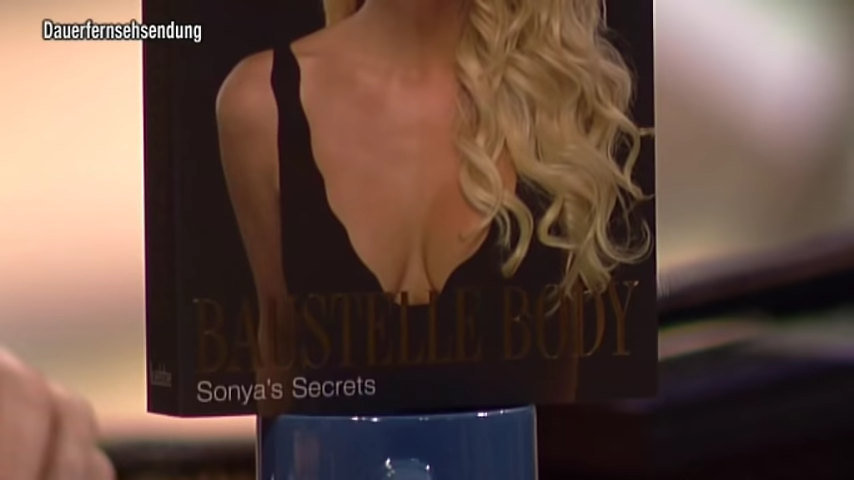 Dauerfernsehsendung
BAUSTELLE BODY
Sonya's Secrets